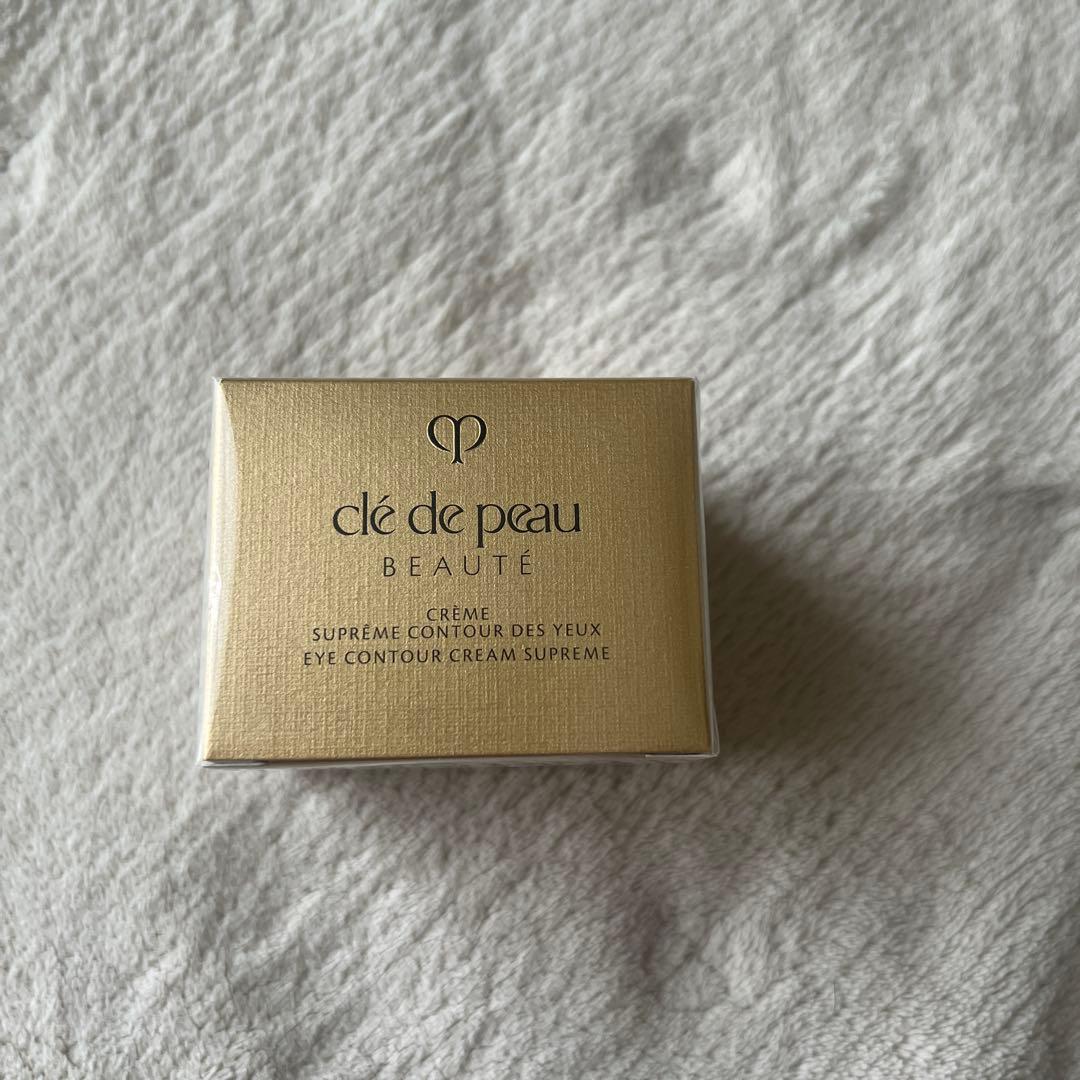 clé de peau
BEAUTÉ
CRÈME
SUPRÊME CONTOUR DES YEUX
EYE CONTOUR CREAM SUPREME